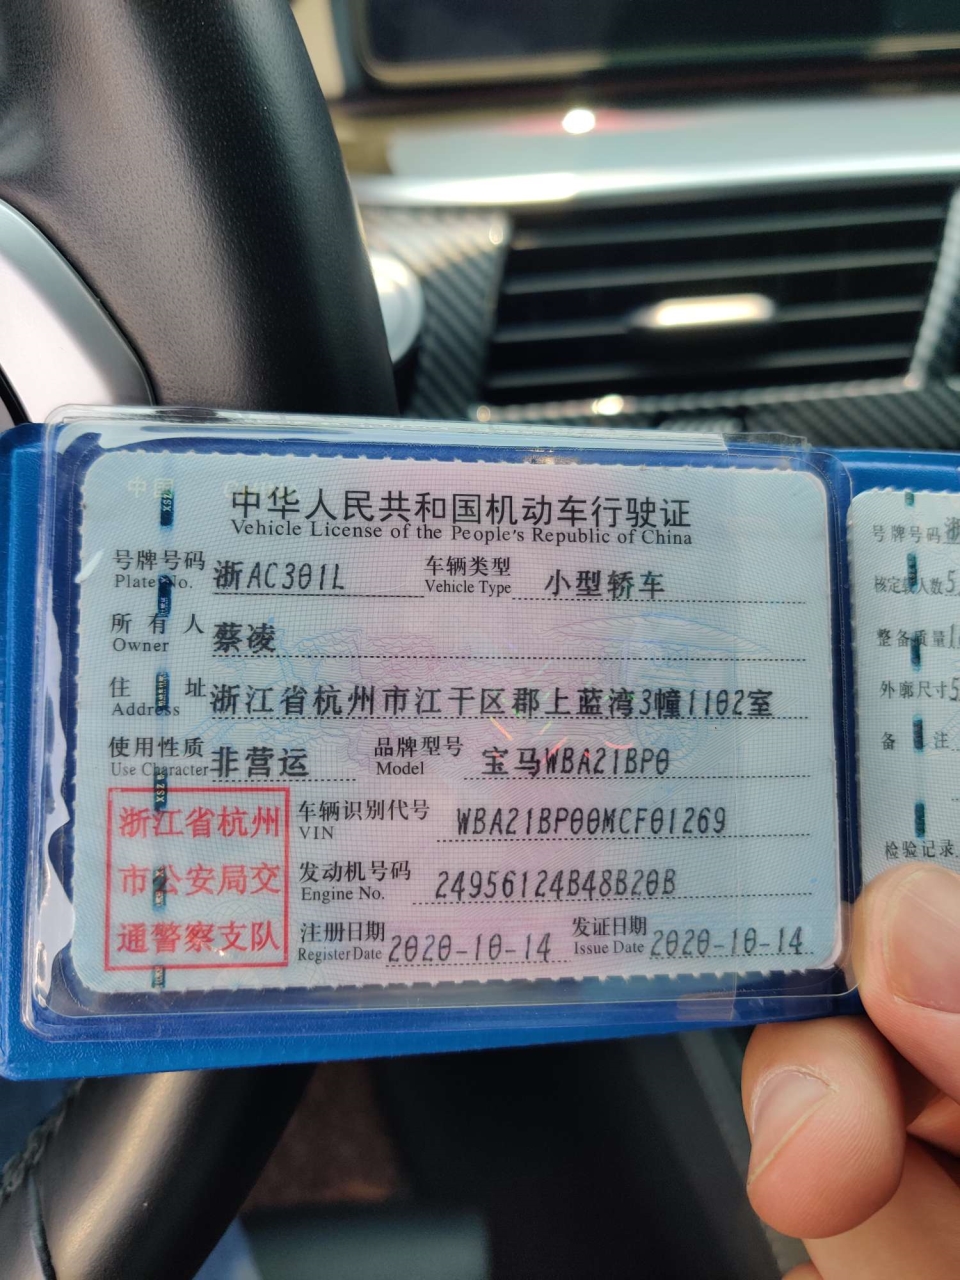 中华人民共和国机动车行驶证
Vehicle License of the People's Republic of China
号牌号码 Plate No. 浙AC301L 车辆类型 Vehicle Type 小型轿车
所有人 Owner 蔡凌
住址 Address 浙江省杭州市江干区郡上蓝湾3幢1102室
使用性质 Use Character 非营运 品牌型号 Model 宝马WBA21BP0
浙江省杭州
市公安局交
通警察支队
车辆识别代号 VIN WBA21BP00MCF01269
发动机号码 Engine No. 24956124B48B20B
注册日期 Register Date 2020-10-14 发证日期 Issue Date 2020-10-14
号牌号码 浙
核定载人数 5
整备质量
外廓尺寸 5
备注
检验记录